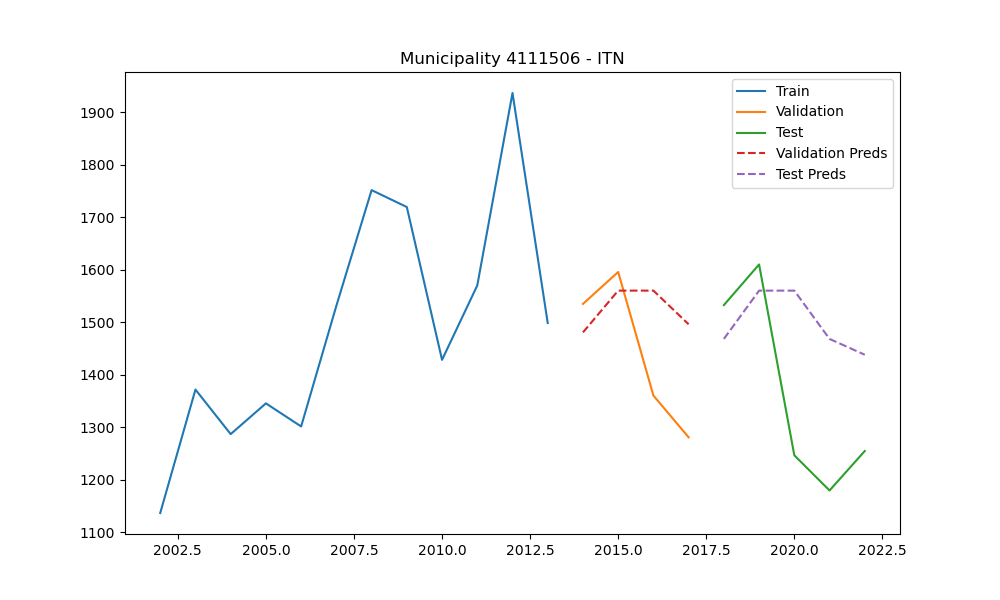 Municipality 4111506 - ITN
Train
Validation
Test
Validation Preds
Test Preds
1900
1800
1700
1600
1500
1400
1300
1200
1100
2002.5 2005.0 2007.5 2010.0 2012.5 2015.0 2017.5 2020.0 2022.5